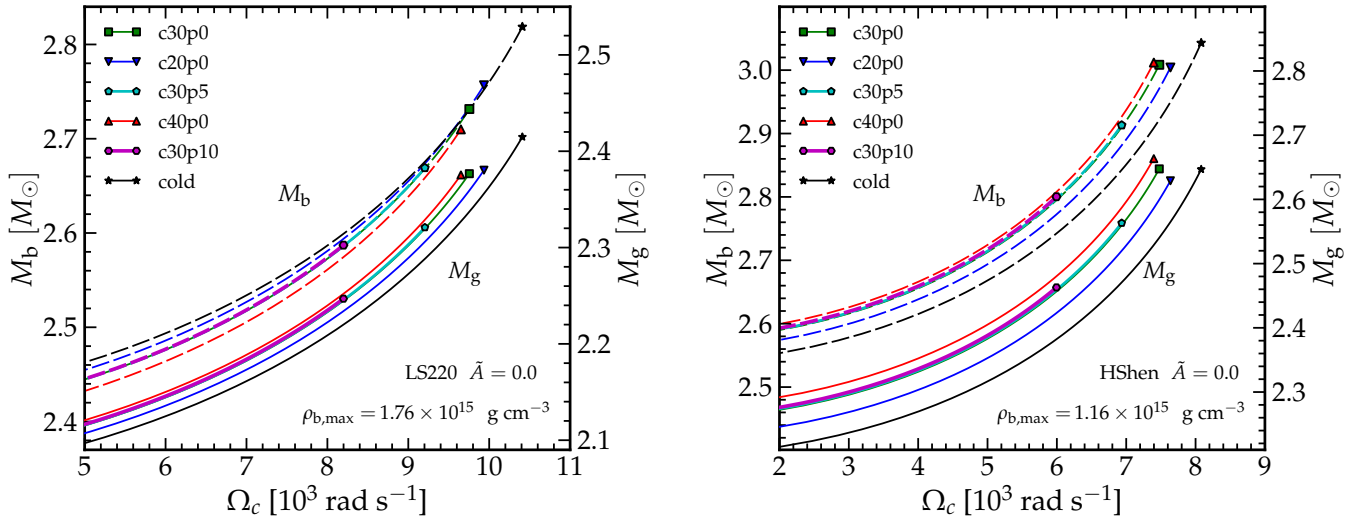 c30p0
c20p0
c30p5
c40p0
c30p10
cold
M_b
M_g
LS220 Ã = 0.0
ρ_b,max = 1.76 × 10^15 g cm^−3
2.8
2.7
2.6
2.5
2.4
M_b [M_⊙]
2.5
2.4
2.3
2.2
2.1
M_g [M_⊙]
5 6 7 8 9 10 11
Ω_c [10^3 rad s^−1]
c30p0
c20p0
c30p5
c40p0
c30p10
cold
M_b
M_g
HShen Ã = 0.0
ρ_b,max = 1.16 × 10^15 g cm^−3
3.0
2.9
2.8
2.7
2.6
2.5
M_b [M_⊙]
2.8
2.7
2.6
2.5
2.4
2.3
M_g [M_⊙]
2 3 4 5 6 7 8 9
Ω_c [10^3 rad s^−1]